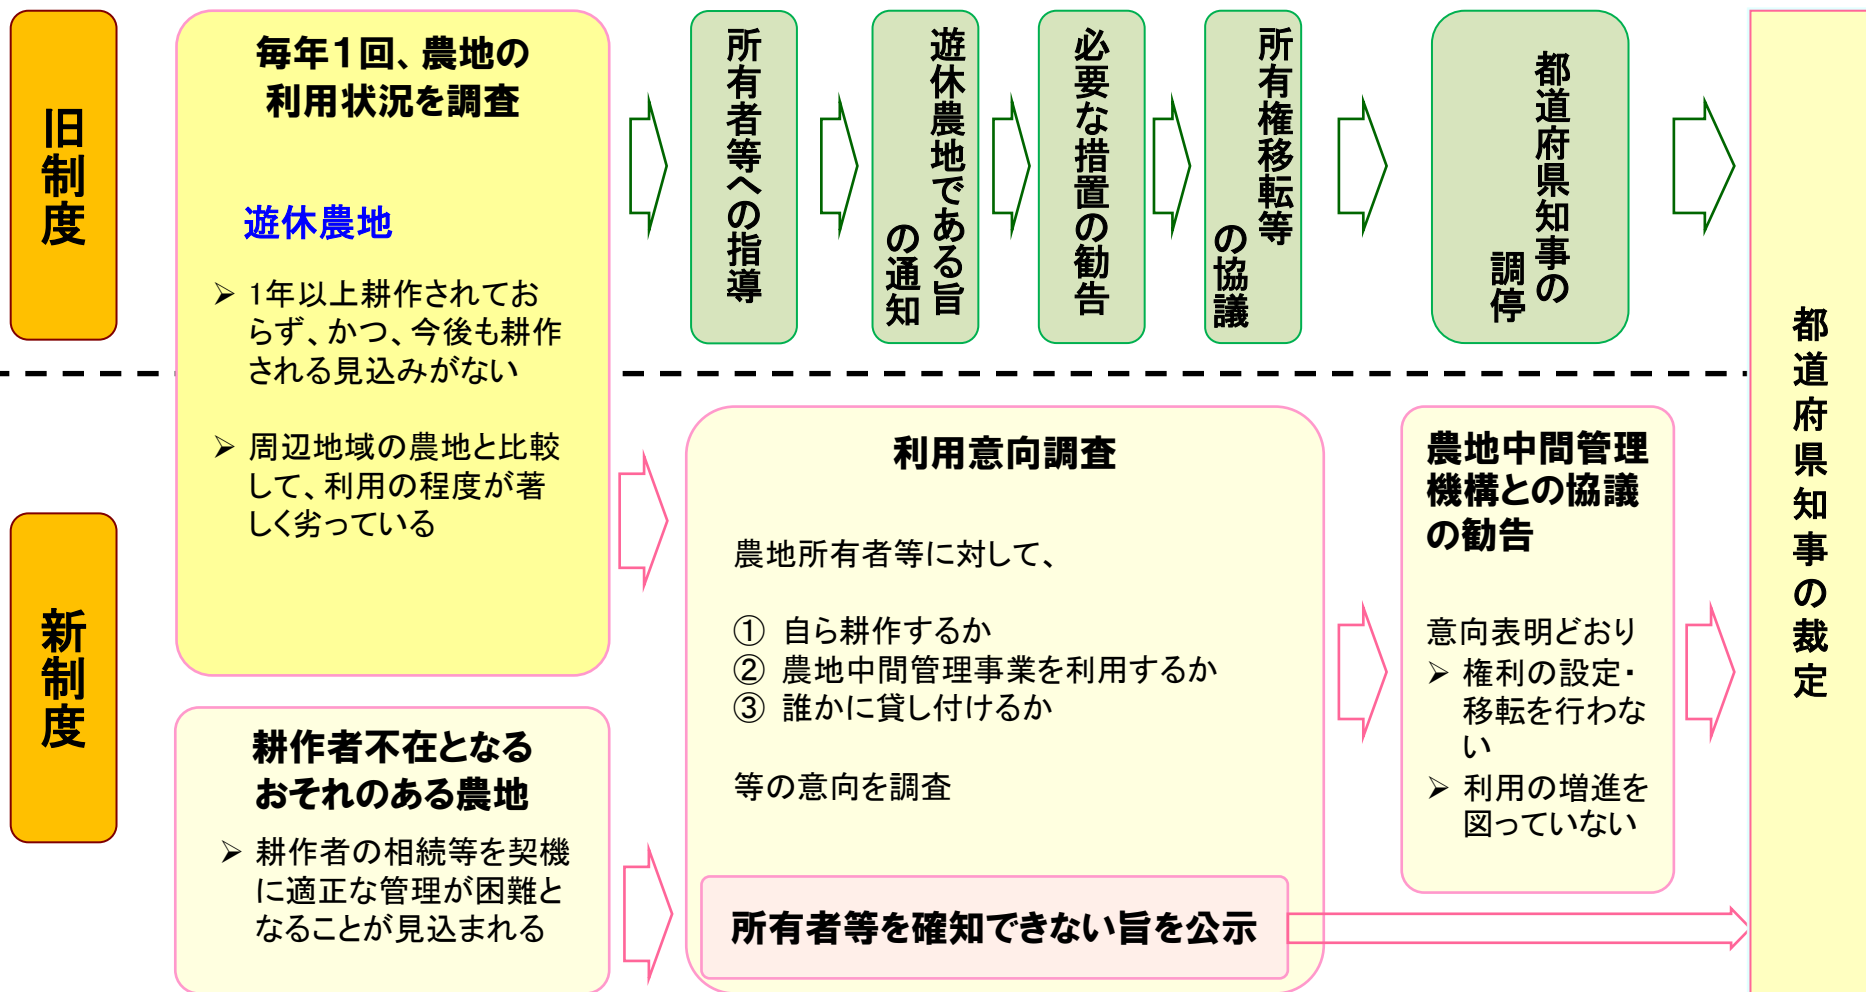 旧制度
毎年１回、農地の
利用状況を調査
遊休農地
➢ 1年以上耕作されてお
らず、かつ、今後も耕作
される見込みがない
➢ 周辺地域の農地と比較
して、利用の程度が著
しく劣っている
所有者等への指導
遊休農地である旨
の通知
必要な措置の勧告
所有権移転等
の協議
都道府県知事の
調停
都道府県知事の裁定
新制度
耕作者不在となる
おそれのある農地
➢ 耕作者の相続等を契機
に適正な管理が困難と
なることが見込まれる
利用意向調査
農地所有者等に対して、
① 自ら耕作するか
② 農地中間管理事業を利用するか
③ 誰かに貸し付けるか
等の意向を調査
所有者等を確知できない旨を公示
農地中間管理
機構との協議
の勧告
意向表明どおり
➢ 権利の設定・
移転を行わな
い
➢ 利用の増進を
図っていない